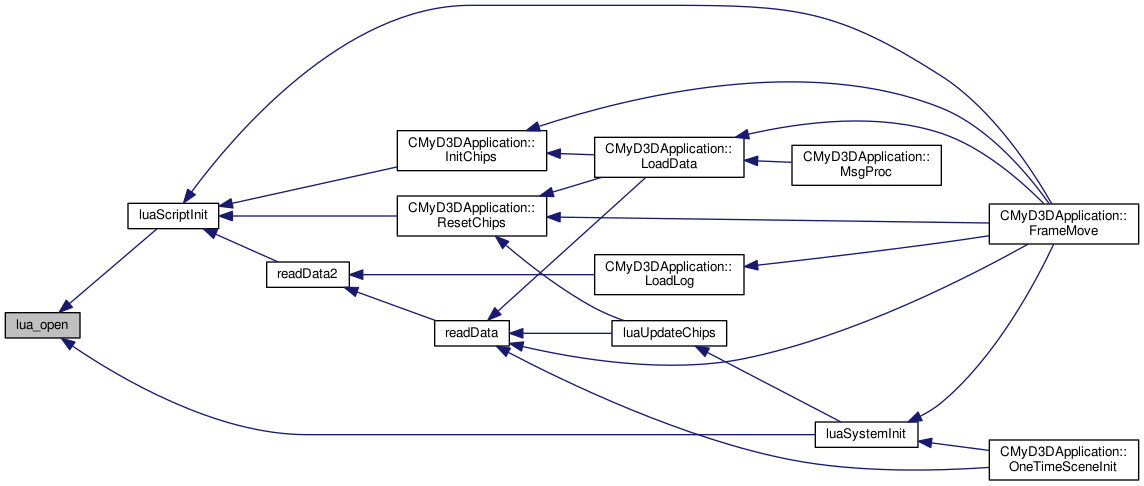 CMyD3DApplication::
InitChips
CMyD3DApplication::
LoadData
CMyD3DApplication::
MsgProc
luaScriptInit
CMyD3DApplication::
ResetChips
CMyD3DApplication::
FrameMove
readData2
CMyD3DApplication::
LoadLog
lua_open
readData
luaUpdateChips
luaSystemInit
CMyD3DApplication::
OneTimeSceneInit